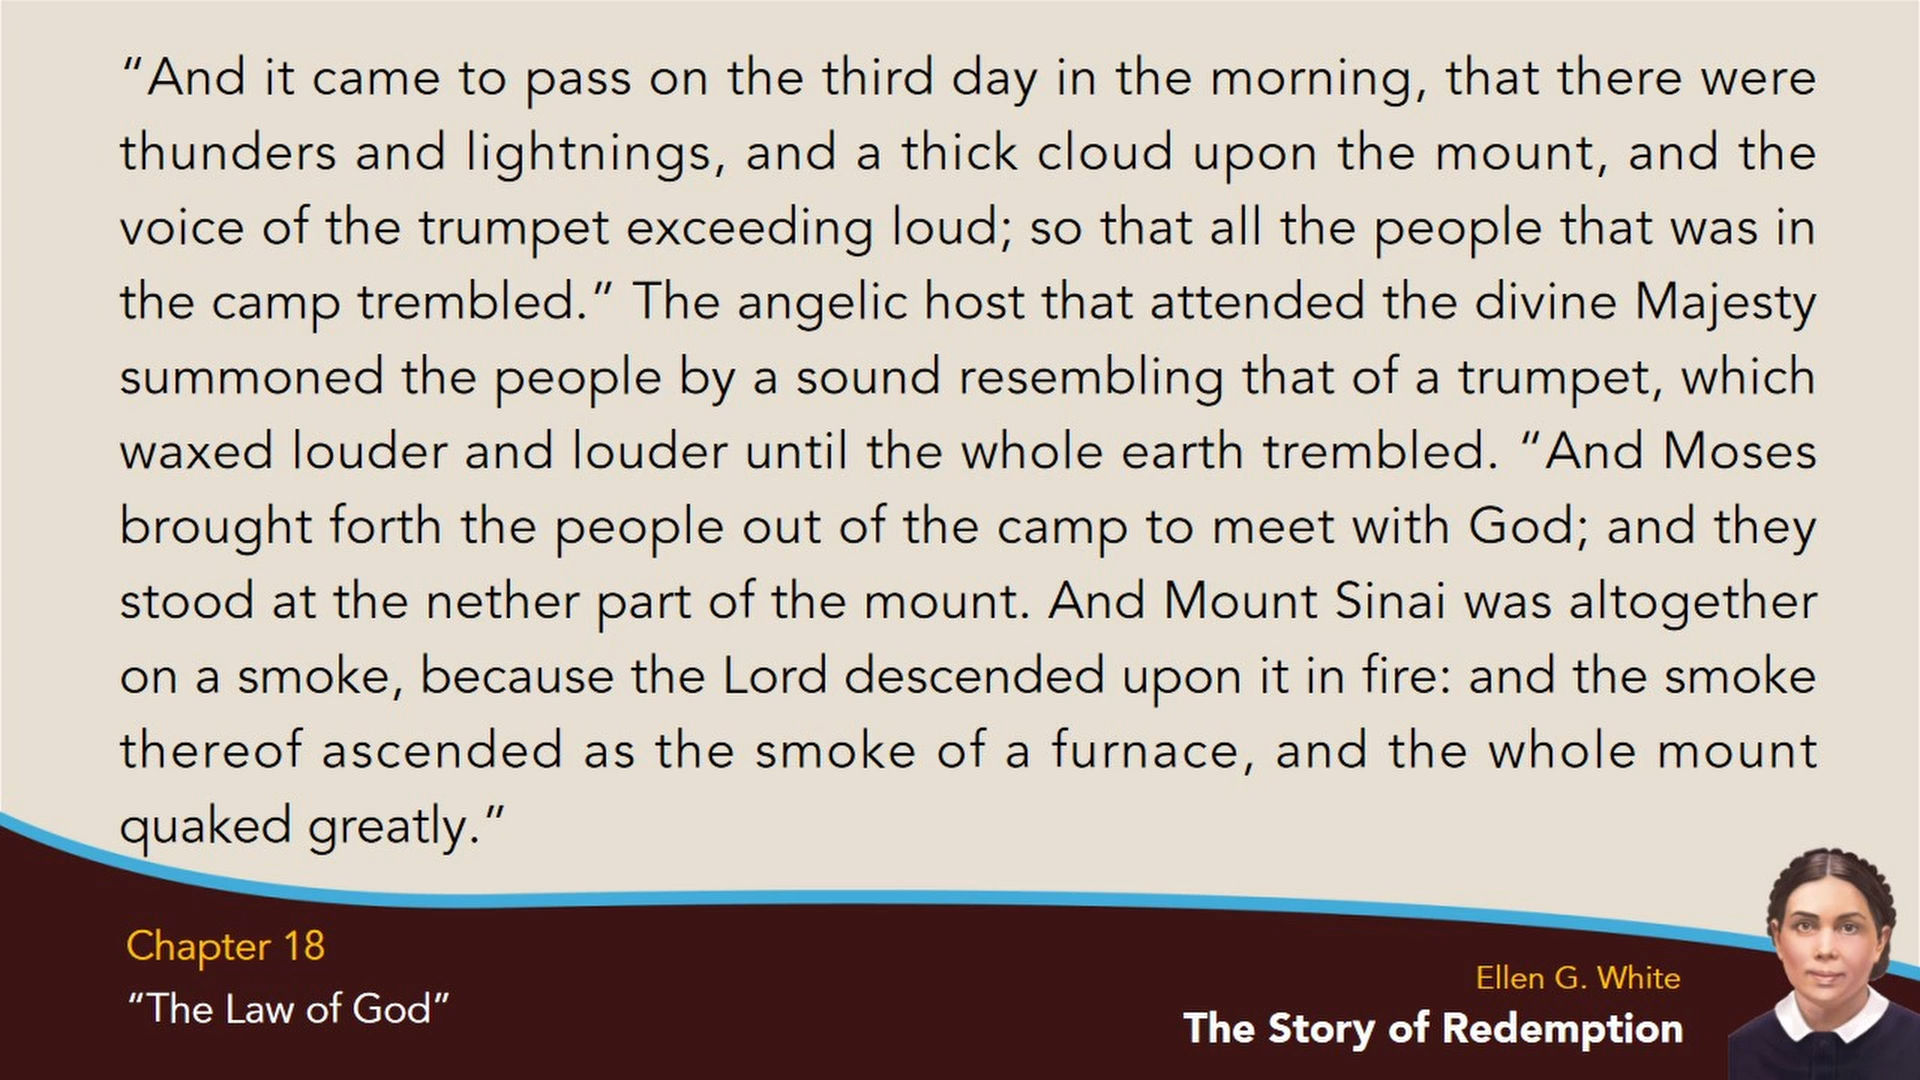 “And it came to pass on the third day in the morning, that there were
thunders and lightnings, and a thick cloud upon the mount, and the
voice of the trumpet exceeding loud; so that all the people that was in
the camp trembled.” The angelic host that attended the divine Majesty
summoned the people by a sound resembling that of a trumpet, which
waxed louder and louder until the whole earth trembled. “And Moses
brought forth the people out of the camp to meet with God; and they
stood at the nether part of the mount. And Mount Sinai was altogether
on a smoke, because the Lord descended upon it in fire: and the smoke
thereof ascended as the smoke of a furnace, and the whole mount
quaked greatly.”
Chapter 18
“The Law of God”
Ellen G. White
The Story of Redemption